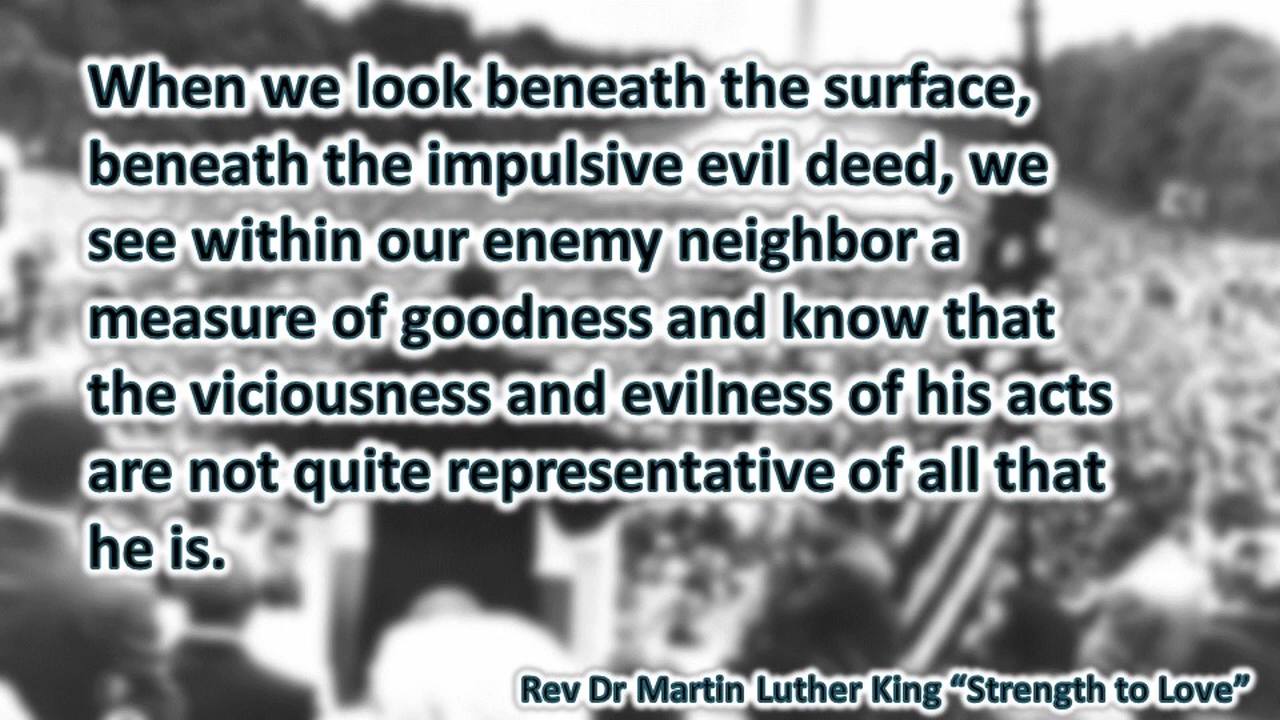 When we look beneath the surface,
beneath the impulsive evil deed, we
see within our enemy neighbor a
measure of goodness and know that
the viciousness and evilness of his acts
are not quite representative of all that
he is.
Rev Dr Martin Luther King “Strength to Love”